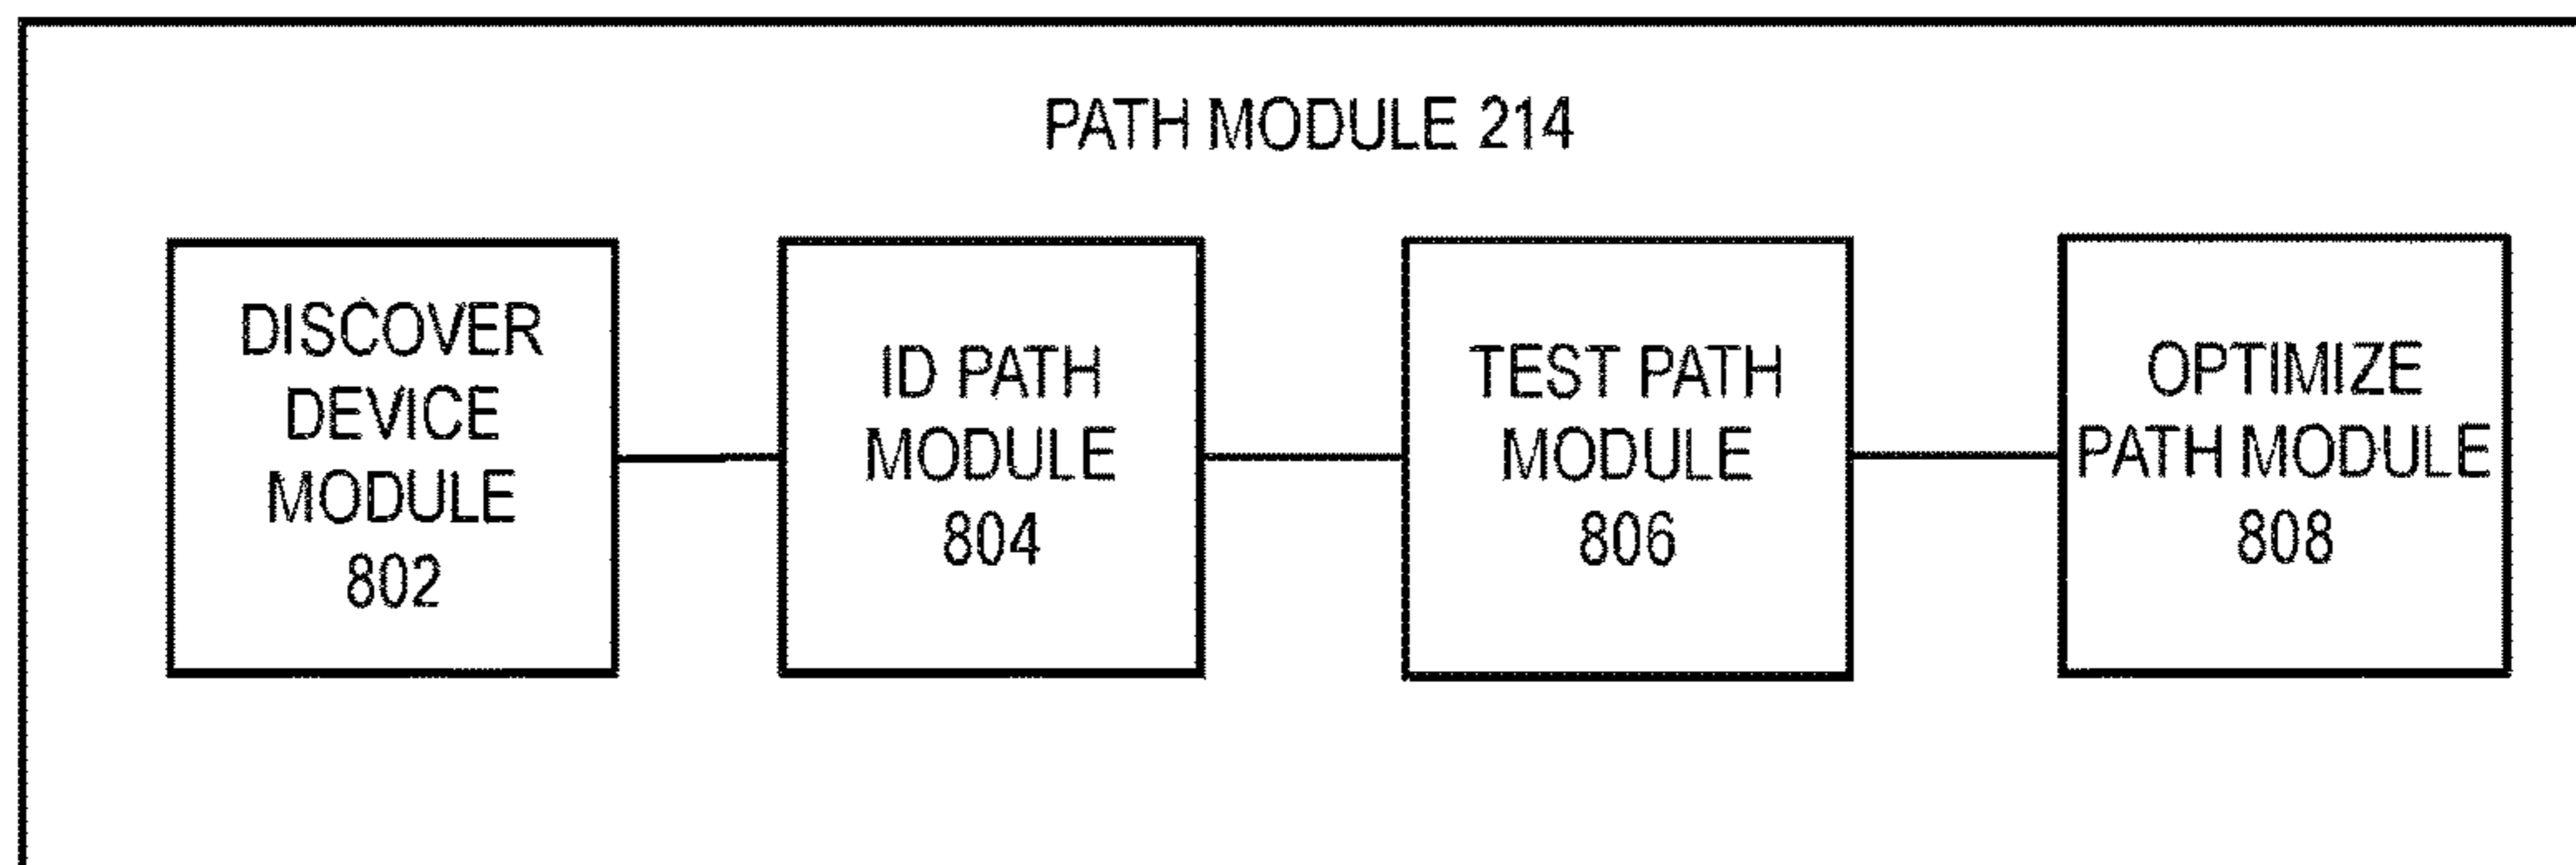 PATH MODULE 214
DISCOVER
DEVICE
MODULE
802
ID PATH
MODULE
804
TEST PATH
MODULE
806
OPTIMIZE
PATH MODULE
808